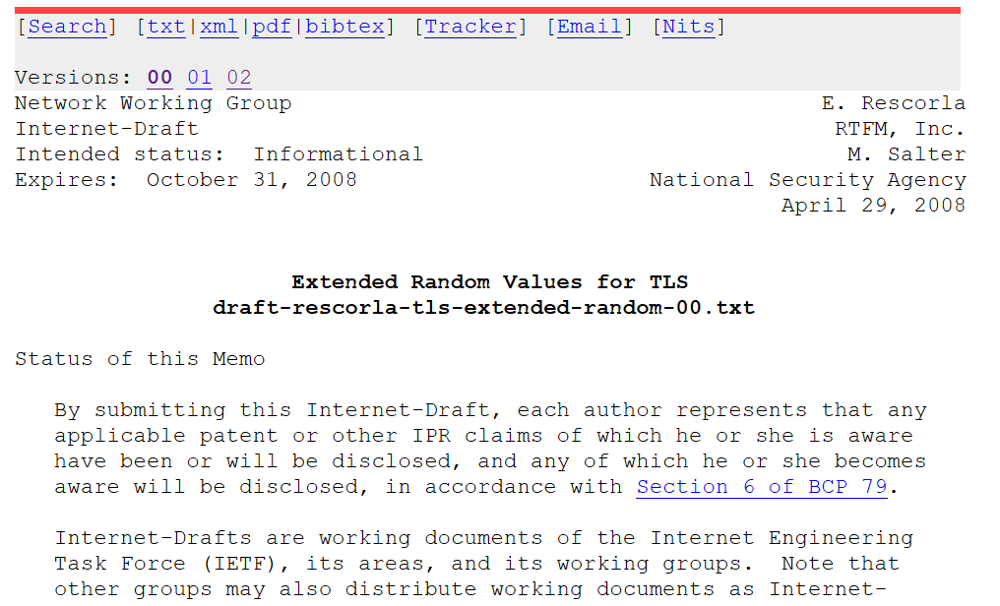 [Search] [txt|xml|pdf|bibtex] [Tracker] [Email] [Nits]
Versions: 00 01 02
Network Working Group E. Rescorla
Internet-Draft RTFM, Inc.
Intended status: Informational M. Salter
Expires: October 31, 2008 National Security Agency
April 29, 2008
Extended Random Values for TLS
draft-rescorla-tls-extended-random-00.txt
Status of this Memo
By submitting this Internet-Draft, each author represents that any
applicable patent or other IPR claims of which he or she is aware
have been or will be disclosed, and any of which he or she becomes
aware will be disclosed, in accordance with Section 6 of BCP 79.
Internet-Drafts are working documents of the Internet Engineering
Task Force (IETF), its areas, and its working groups. Note that
other groups may also distribute working documents as Internet-